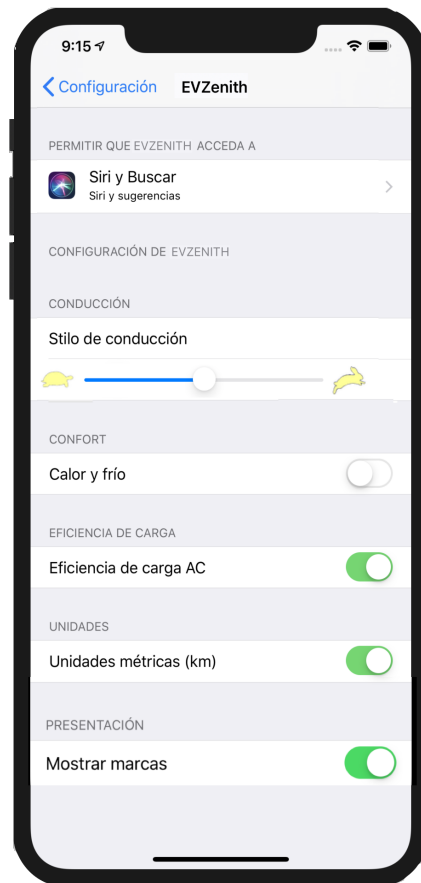 9:15
Configuración EVZenith
PERMITIR QUE EVZENITH ACCEDA A
Siri y Buscar
Siri y sugerencias
CONFIGURACIÓN DE EVZENITH
CONDUCCIÓN
Stilo de conducción
CONFORT
Calor y frío
EFICIENCIA DE CARGA
Eficiencia de carga AC
UNIDADES
Unidades métricas (km)
PRESENTACIÓN
Mostrar marcas